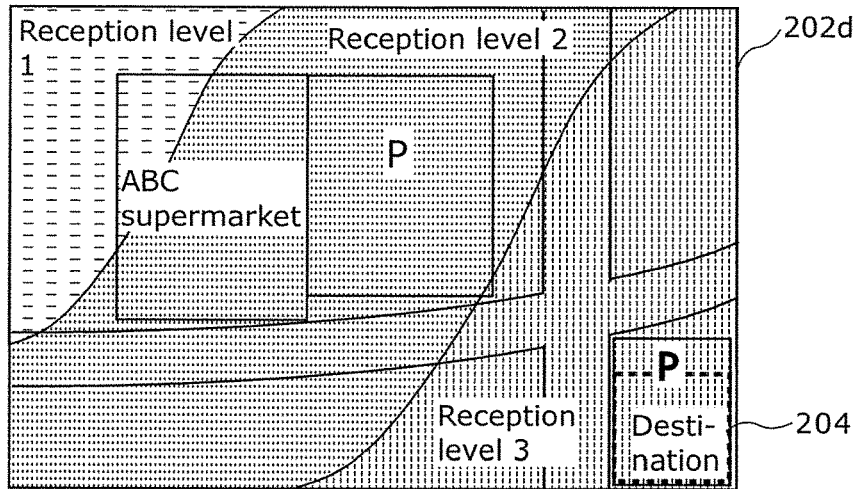 Reception level
1
Reception level 2
202d
P
ABC
supermarket
P
Reception
level 3
Desti-
nation
204